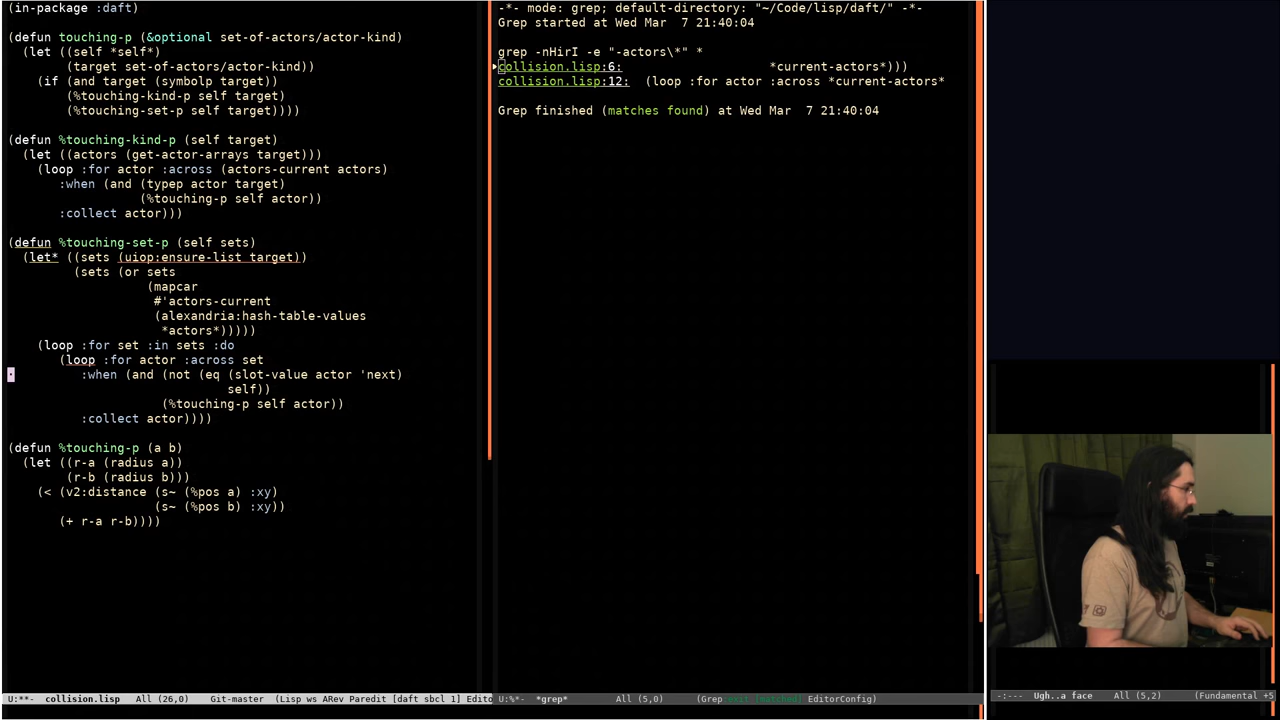 (in-package :daft)
(defun touching-p (&optional set-of-actors/actor-kind)
(let ((self *self*)
(target set-of-actors/actor-kind))
(if (and target (symbolp target))
(%touching-kind-p self target)
(%touching-set-p self target))))
(defun %touching-kind-p (self target)
(let ((actors (get-actor-arrays target)))
(loop :for actor :across (actors-current actors)
:when (and (typep actor target)
(%touching-p self actor))
:collect actor)))
(defun %touching-set-p (self sets)
(let* ((sets (uiop:ensure-list target))
(sets (or sets
(mapcar
#'actors-current
(alexandria:hash-table-values
*actors*)))))
(loop :for set :in sets :do
(loop :for actor :across set
:when (and (not (eq (slot-value actor 'next)
self))
(%touching-p self actor))
:collect actor))))
(defun %touching-p (a b)
(let ((r-a (radius a))
(r-b (radius b)))
(< (v2:distance (s~ (%pos a) :xy)
(s~ (%pos b) :xy))
(+ r-a r-b))))
U:**-  collision.lisp   All (26,0)   Git-master  (Lisp ws ARev Paredit [daft sbcl 1] Edito
-*- mode: grep; default-directory: "~/Code/lisp/daft/" -*-
Grep started at Wed Mar  7 21:40:04
grep -nHirI -e "-actors\*" *
collision.lisp:6:                    *current-actors*)))
collision.lisp:12:  (loop :for actor :across *current-actors*
Grep finished (matches found) at Wed Mar  7 21:40:04
U:%*-  *grep*       All (5,0)     (Grep:exit [matched] EditorConfig)
-:---  Ugh..a face   All (5,2)     (Fundamental +5